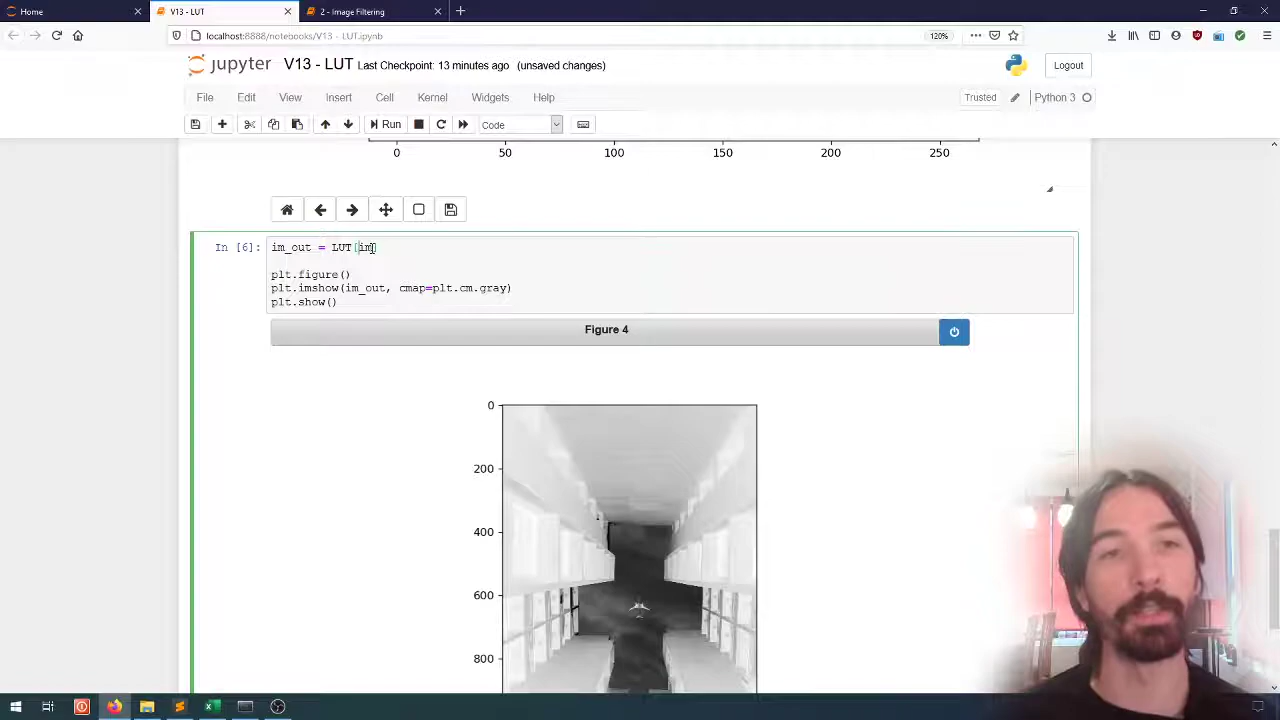 Home
V13 - LUT
2 - Image Filtering
localhost:8888/notebooks/V13 - LUT.ipynb
120%
jupyter V13 - LUT Last Checkpoint: 13 minutes ago (unsaved changes)
Logout
File Edit View Insert Cell Kernel Widgets Help
Trusted
Python 3
Run
Code
0 50 100 150 200 250
In [6]: im_out = LUT[im]
plt.figure()
plt.imshow(im_out, cmap=plt.cm.gray)
plt.show()
Figure 4
0
200
400
600
800